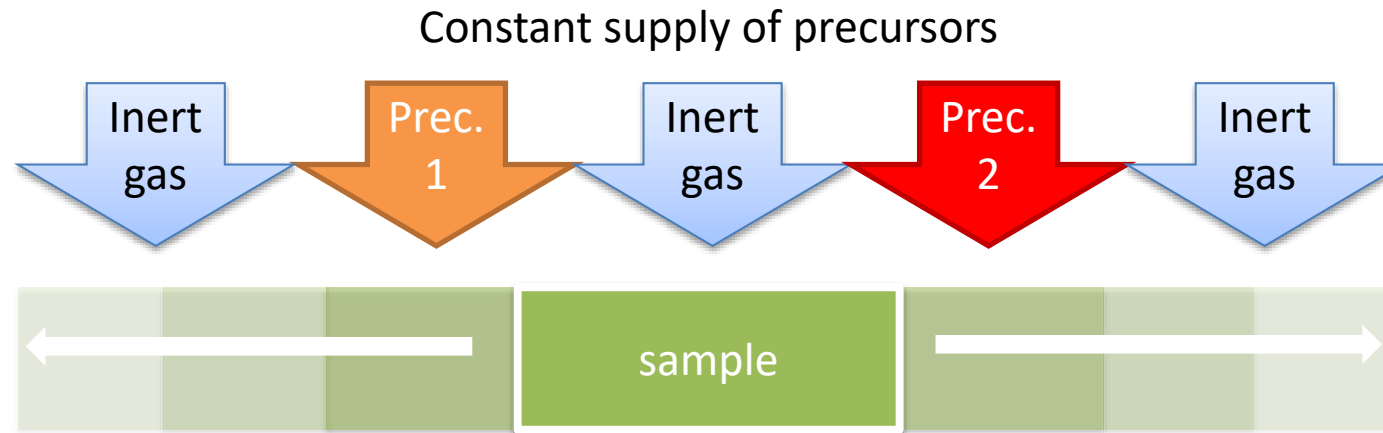 Constant supply of precursors
Inert
gas
Prec.
1
Inert
gas
Prec.
2
Inert
gas
sample